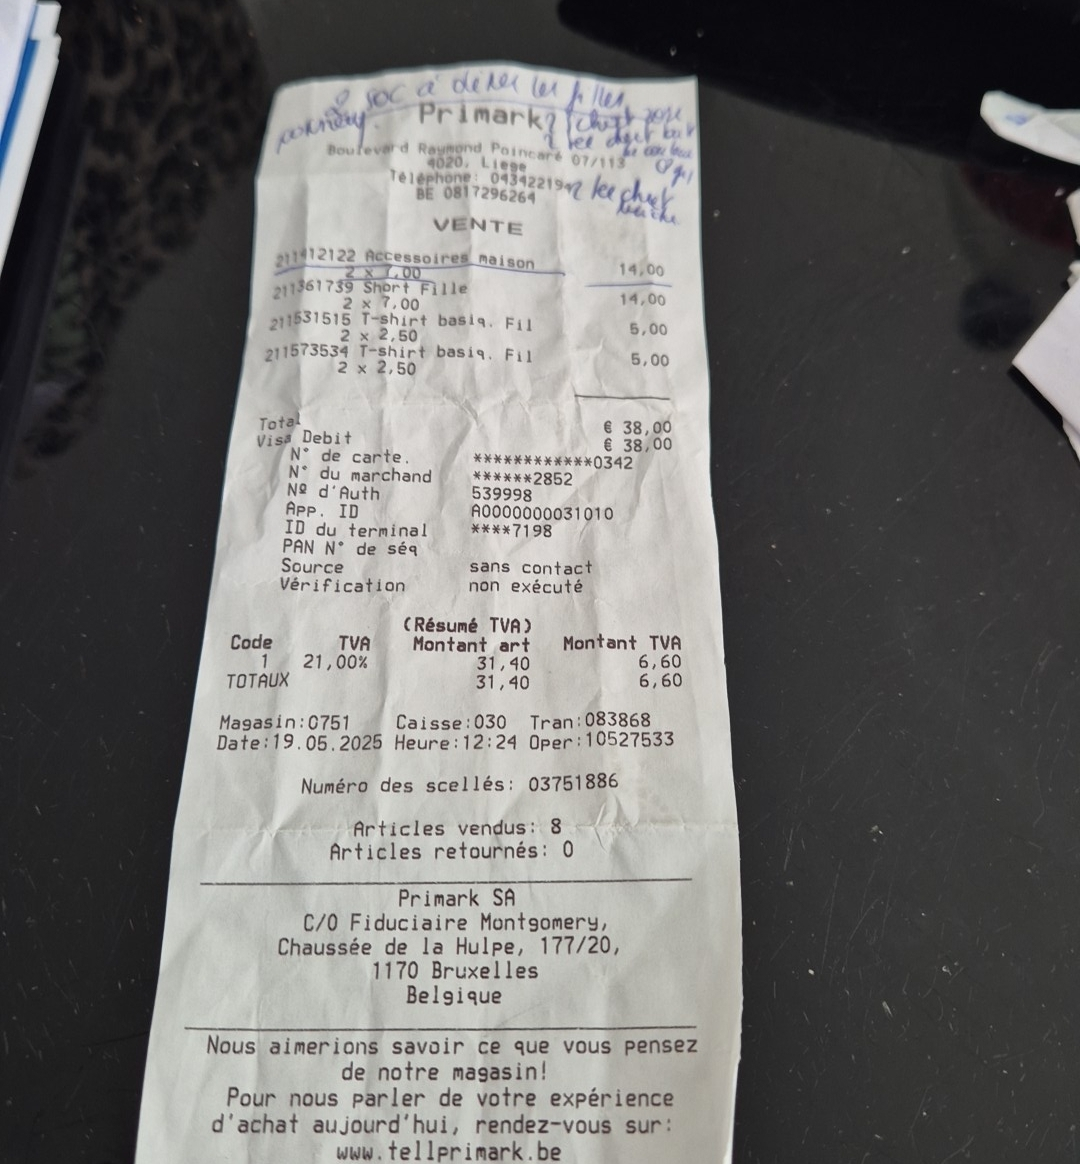 2 soc à dîner les filles
Primark
Boulevard Raymond Poincaré 07/113
4020, Liege
Téléphone: 043422194
BE 0817296264
VENTE
211412122 Accessoires maison 14,00
2 x 7,00
211361739 Short Fille 14,00
2 x 7,00
211531515 T-shirt basiq. Fil 5,00
2 x 2,50
211573534 T-shirt basiq. Fil 5,00
2 x 2,50
Total € 38,00
Visa Debit € 38,00
N° de carte. ************0342
N° du marchand ******2852
Nº d'Auth 539998
App. ID A0000000031010
ID du terminal ****7198
PAN N° de séq
Source sans contact
Vérification non exécuté
(Résumé TVA)
Code TVA Montant art Montant TVA
1 21,00% 31,40 6,60
TOTAUX 31,40 6,60
Magasin:0751 Caisse:030 Tran:083868
Date:19.05.2025 Heure:12:24 Oper:10527533
Numéro des scellés: 03751886
Articles vendus: 8
Articles retournés: 0
Primark SA
C/O Fiduciaire Montgomery,
Chaussée de la Hulpe, 177/20,
1170 Bruxelles
Belgique
Nous aimerions savoir ce que vous pensez
de notre magasin!
Pour nous parler de votre expérience
d'achat aujourd'hui, rendez-vous sur:
www.tellprimark.be